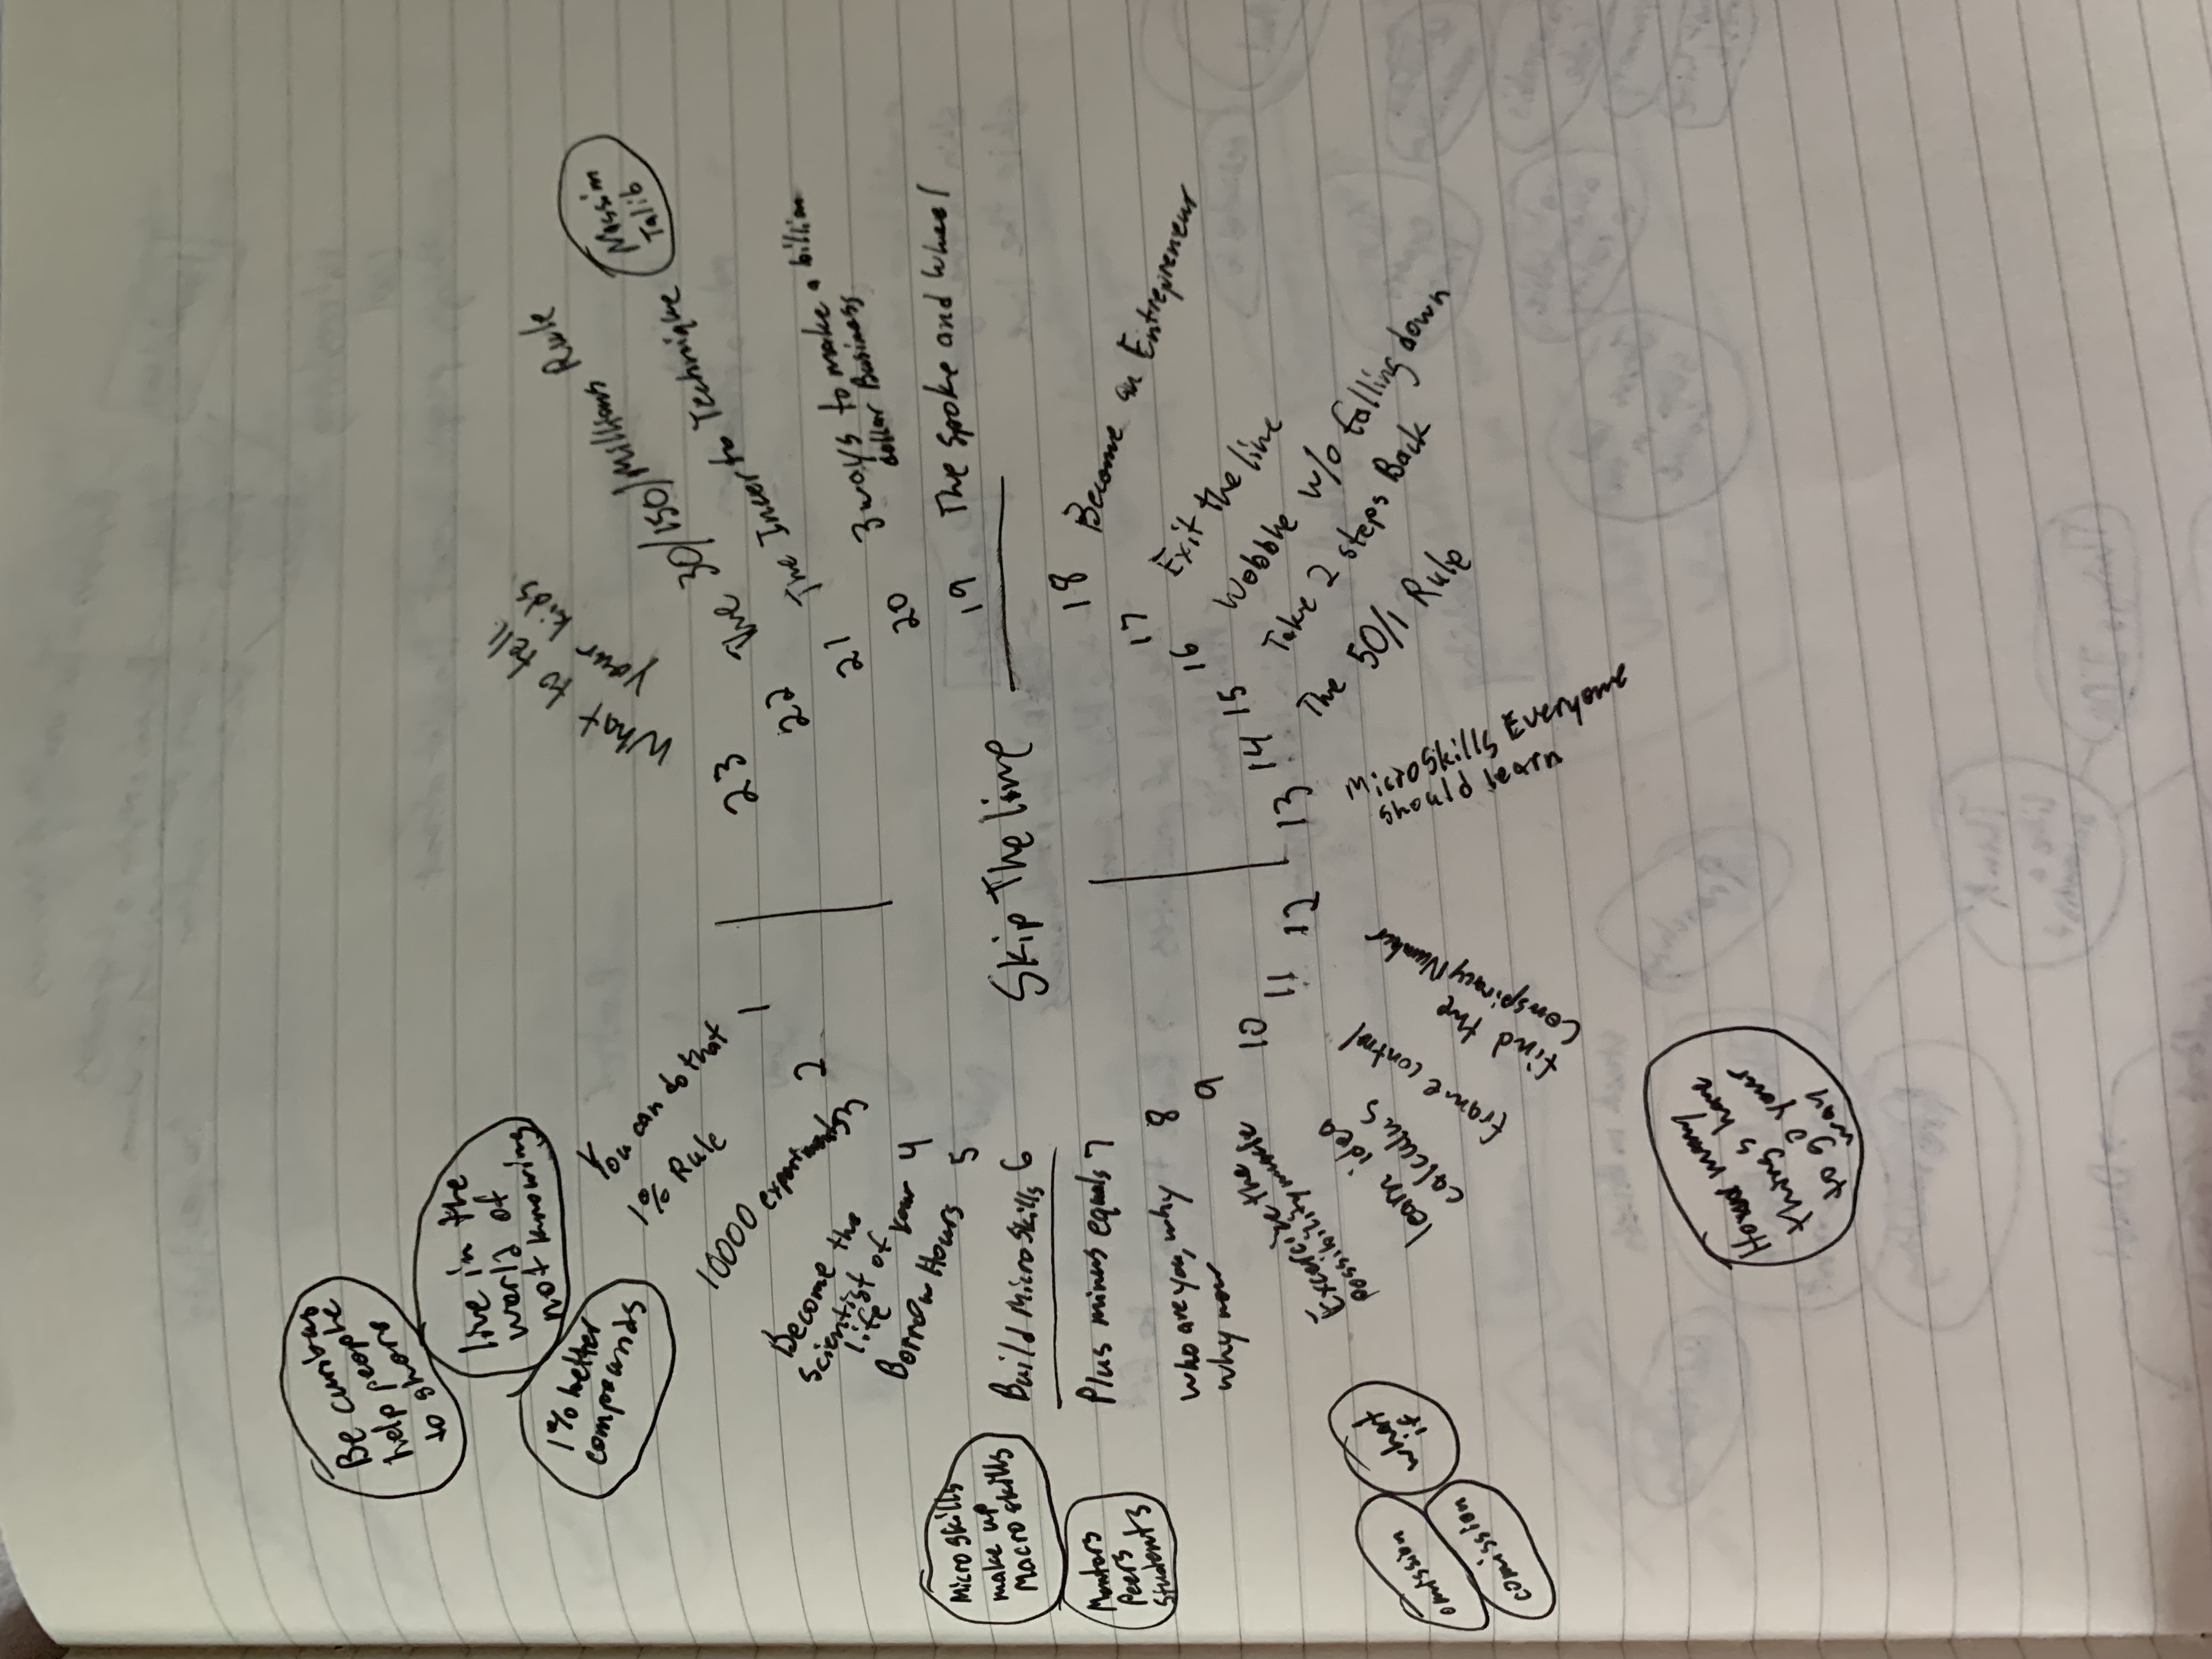 Be curious
help people
to share
live in the
world of
not knowing
1% better
compounds
You can do that
1
1% Rule
2
10000 experiments
3
Become the
scientist of your
life
4
Borrow Hours
5
Micro skills
make up
Macro skills
Build Micro Skills 6
Mentors
Peers
Students
Plus minus equals 7
Who are you, why
why now
8
Excercize the
possibility muscle
9
omission
comission
what
if
learn idea
calculus
10
frame control
11
find the
Conspiracy Number
12
How many
things have
to go your
way
Skip The line
13
Microskills Everyone
should learn
14
The 50/1 Rule
15
Take 2 steps Back
16
Wobble w/o falling down
17
Exit the line
18
Become an Entrepreneur
19
The spoke and wheel
20
3 ways to make a billion
dollar Business
21
The Incerto Technique
Nassim
Talib
22
The 30/150/Millions Rule
23
What to tell
your kids